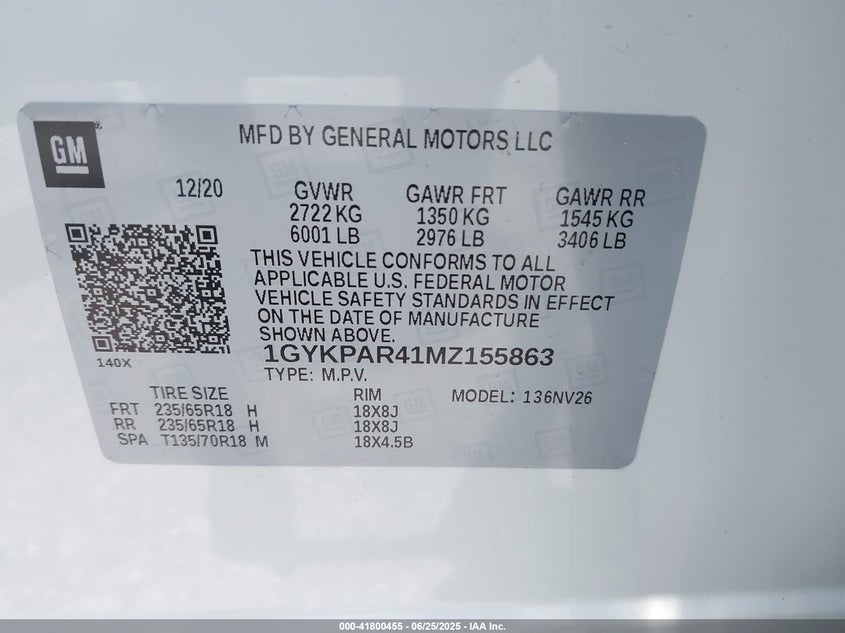 GM
MFD BY GENERAL MOTORS LLC
12/20
GVWR GAWR FRT GAWR RR
2722 KG 1350 KG 1545 KG
6001 LB 2976 LB 3406 LB
THIS VEHICLE CONFORMS TO ALL
APPLICABLE U.S. FEDERAL MOTOR
VEHICLE SAFETY STANDARDS IN EFFECT
ON THE DATE OF MANUFACTURE
SHOWN ABOVE.
1GYKPAR41MZ155863
140X
TYPE: M.P.V.
TIRE SIZE RIM MODEL: 136NV26
FRT 235/65R18 H 18X8J
RR 235/65R18 H 18X8J
SPA T135/70R18 M 18X4.5B
000-41800455 - 06/25/2025 - IAA Inc.